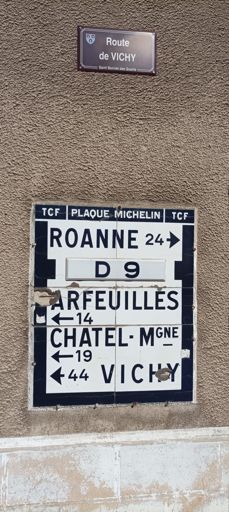 Route
de VICHY
TCF PLAQUE MICHELIN TCF
ROANNE 24 →
D 9
ARFEUILLES
← 14
CHATEL-MGNE
← 19
← 44 VICHY